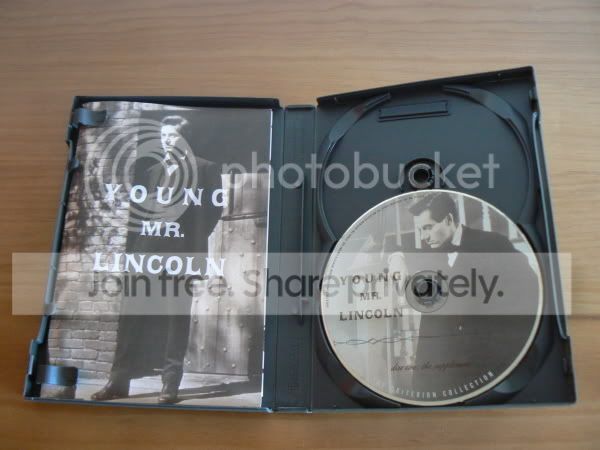 YOUNG
MR.
LINCOLN
photobucket
Join free. Share privately.
YOUNG
MR.
LINCOLN
disc two: the supplements
CRITERION COLLECTION